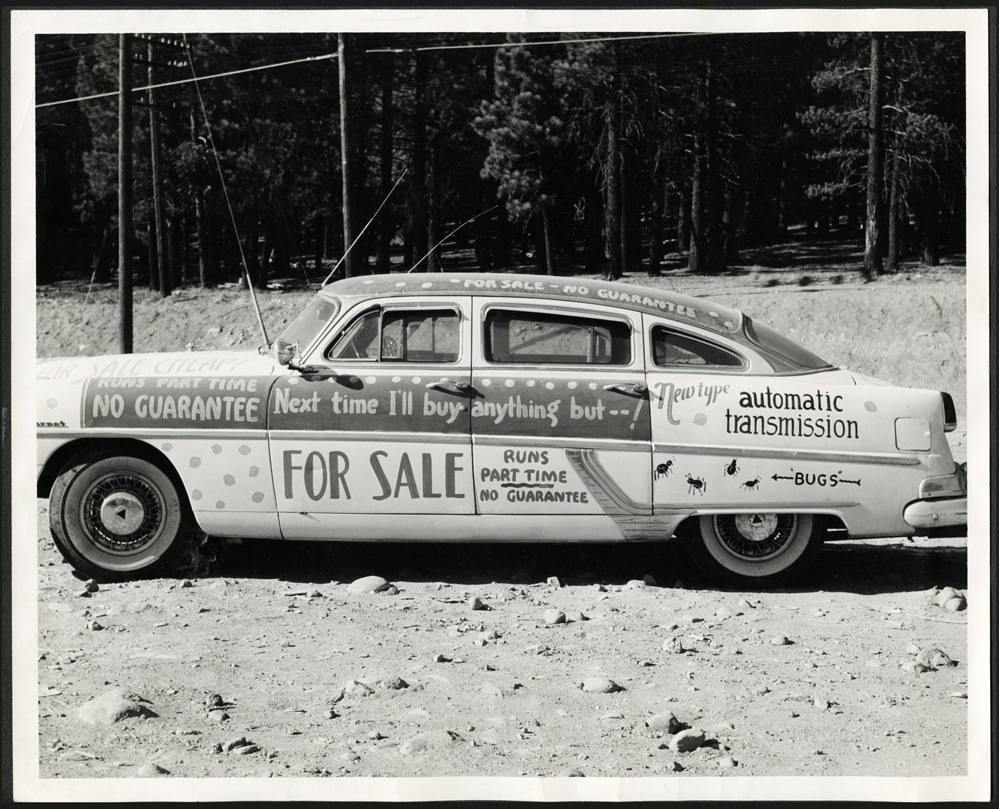 FOR SALE - NO GUARANTEE
FOR SALE CHEAP!
RUNS PART TIME
NO GUARANTEE
Next time I'll buy anything but--!
New type
automatic
transmission
FOR SALE
RUNS
PART TIME
NO GUARANTEE
"BUGS"